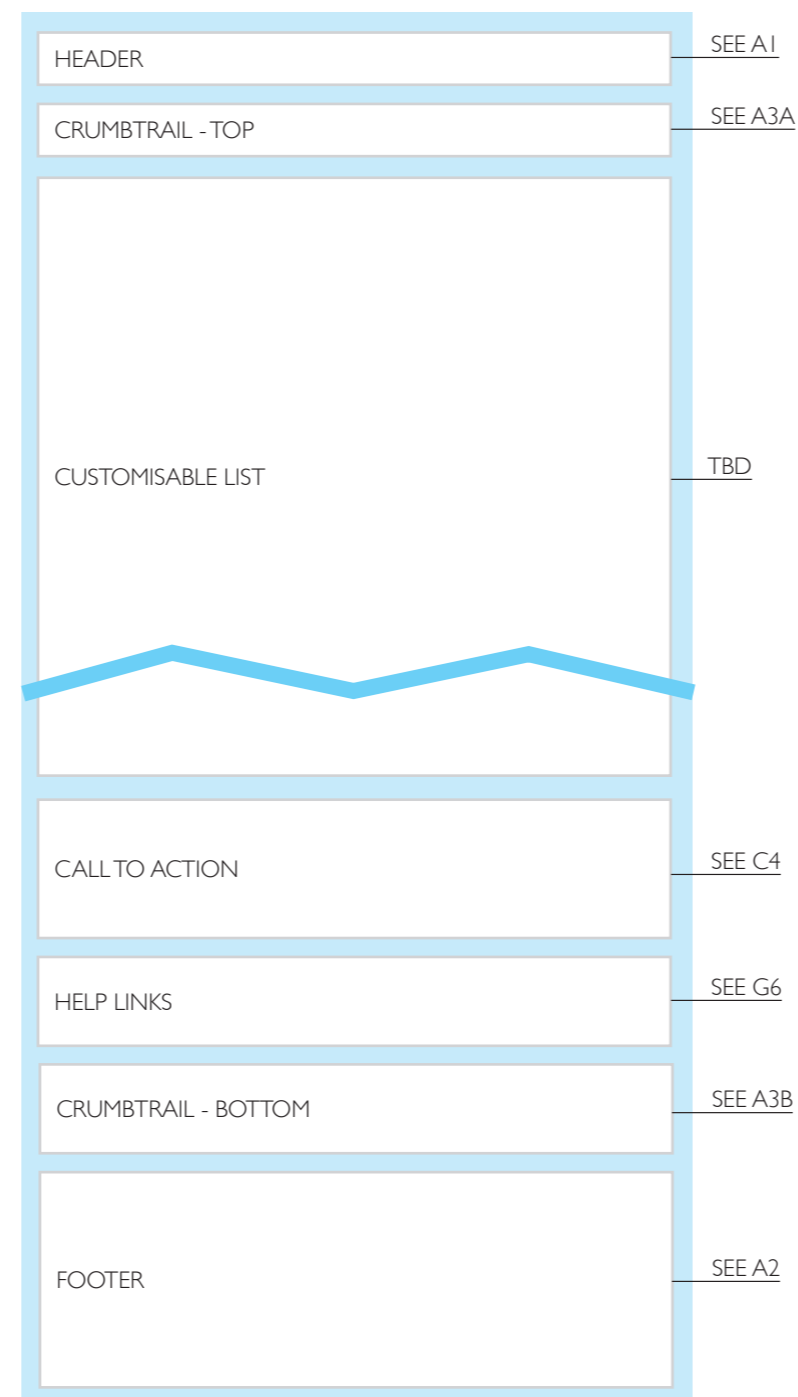 HEADER
SEE A1
CRUMBTRAIL - TOP
SEE A3A
CUSTOMISABLE LIST
TBD
CALL TO ACTION
SEE C4
HELP LINKS
SEE G6
CRUMBTRAIL - BOTTOM
SEE A3B
FOOTER
SEE A2